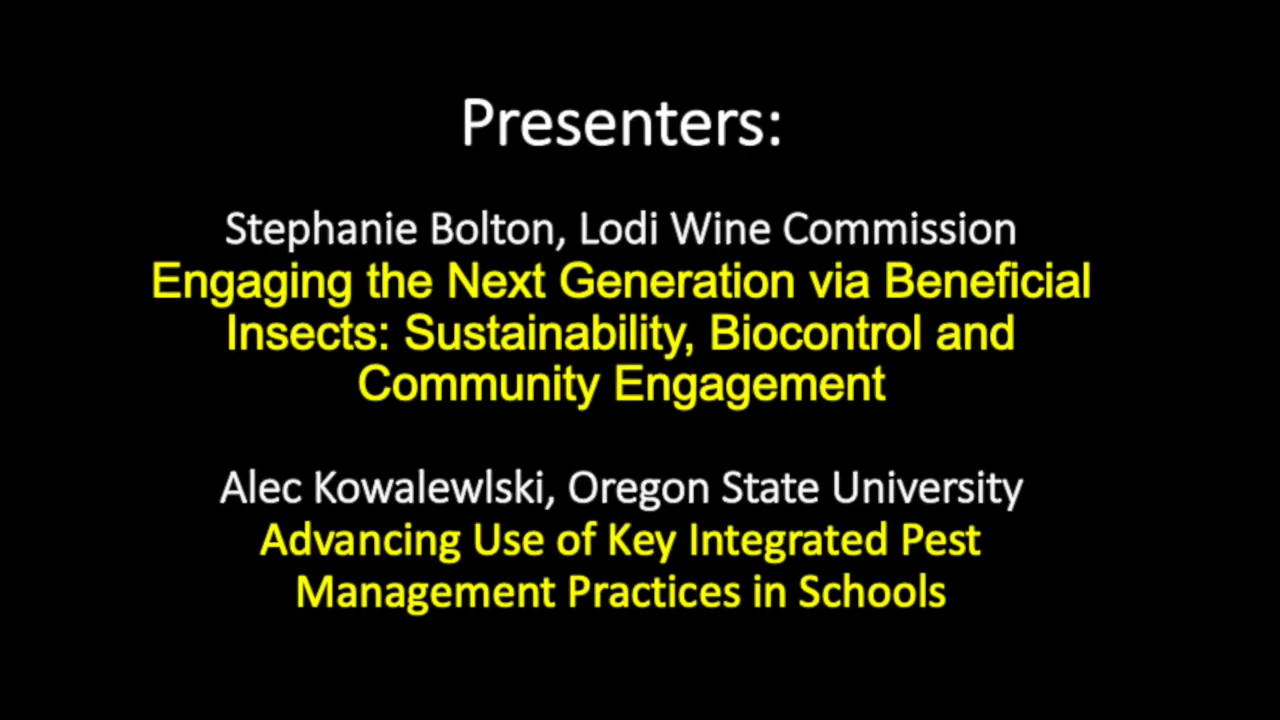 Presenters:
Stephanie Bolton, Lodi Wine Commission
Engaging the Next Generation via Beneficial
Insects: Sustainability, Biocontrol and
Community Engagement
Alec Kowalewlski, Oregon State University
Advancing Use of Key Integrated Pest
Management Practices in Schools